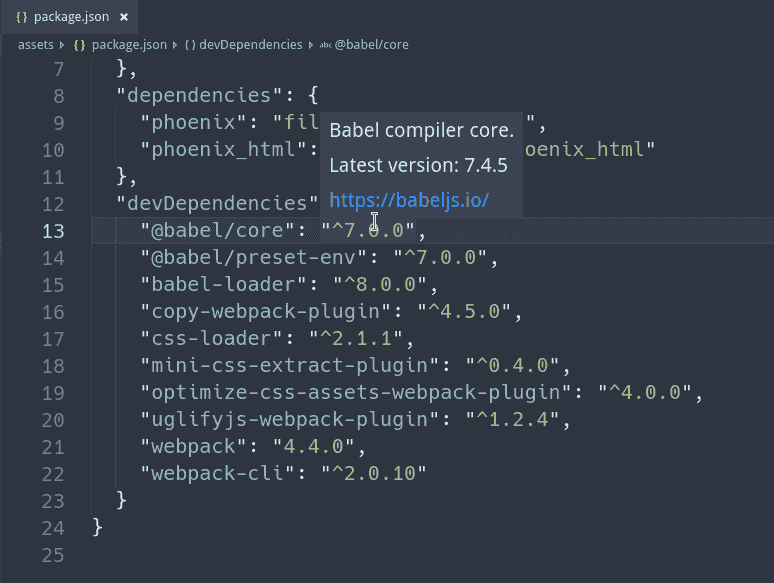 {} package.json ×
assets › {} package.json › {} devDependencies › abc @babel/core
7 },
8 "dependencies": {
9 "phoenix": "fil ",
10 "phoenix_html": oenix_html"
11 },
12 "devDependencies"
Babel compiler core.
Latest version: 7.4.5
https://babeljs.io/
13 "@babel/core": "^7.0.0",
14 "@babel/preset-env": "^7.0.0",
15 "babel-loader": "^8.0.0",
16 "copy-webpack-plugin": "^4.5.0",
17 "css-loader": "^2.1.1",
18 "mini-css-extract-plugin": "^0.4.0",
19 "optimize-css-assets-webpack-plugin": "^4.0.0",
20 "uglifyjs-webpack-plugin": "^1.2.4",
21 "webpack": "4.4.0",
22 "webpack-cli": "^2.0.10"
23 }
24 }
25